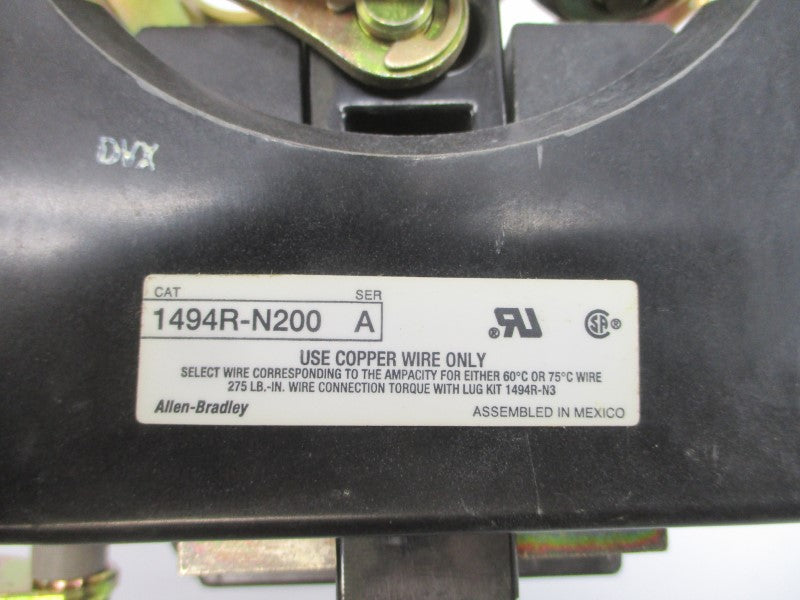 DVX
CAT SER
1494R-N200 A
USE COPPER WIRE ONLY
SELECT WIRE CORRESPONDING TO THE AMPACITY FOR EITHER 60°C OR 75°C WIRE
275 LB.-IN. WIRE CONNECTION TORQUE WITH LUG KIT 1494R-N3
Allen-Bradley ASSEMBLED IN MEXICO